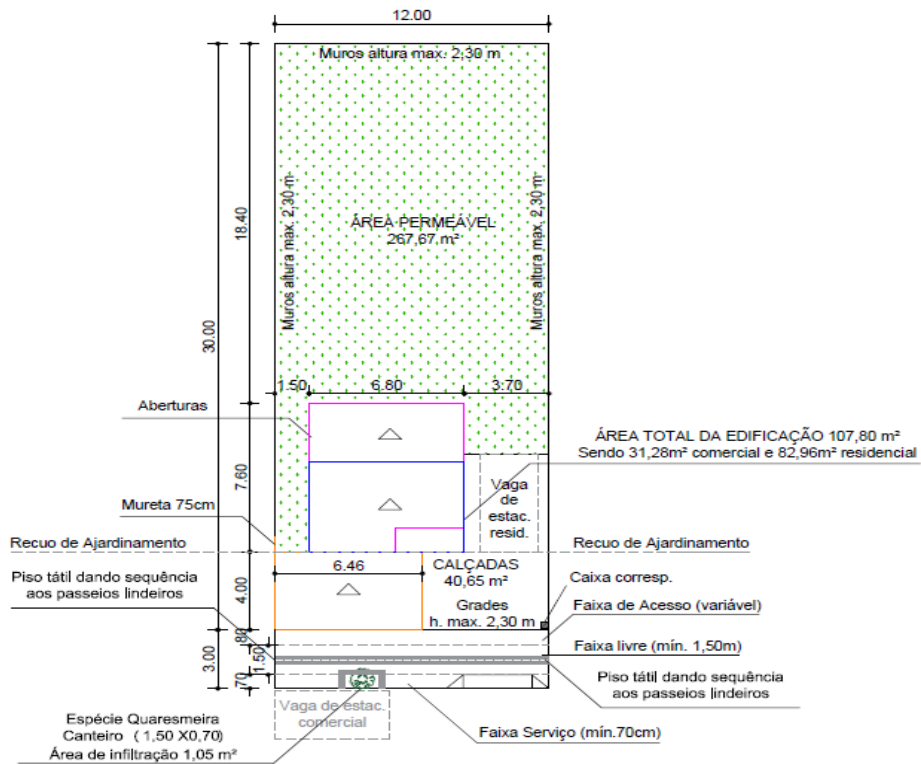 12.00
Muros altura max. 2,30 m
Muros altura max. 2,30 m
Muros altura max. 2,30 m
18.40
30.00
ÁREA PERMEÁVEL
267,67 m²
1.50
6.80
3.70
Aberturas
ÁREA TOTAL DA EDIFICAÇÃO 107,80 m²
Sendo 31,28m² comercial e 82,96m² residencial
7.60
Vaga
de
estac.
resid.
Mureta 75cm
Recuo de Ajardinamento
Recuo de Ajardinamento
Piso tátil dando sequência
aos passeios lindeiros
6.46
CALÇADAS
40,65 m²
Caixa corresp.
4.00
Grades
h. max. 2,30 m
Faixa de Acesso (variável)
.80
3.00
1.50
Faixa livre (mín. 1,50m)
Piso tátil dando sequência
aos passeios lindeiros
.70
Vaga de estac.
comercial
Espécie Quaresmeira
Canteiro ( 1,50 X0,70)
Área de infiltração 1,05 m²
Faixa Serviço (mín.70cm)